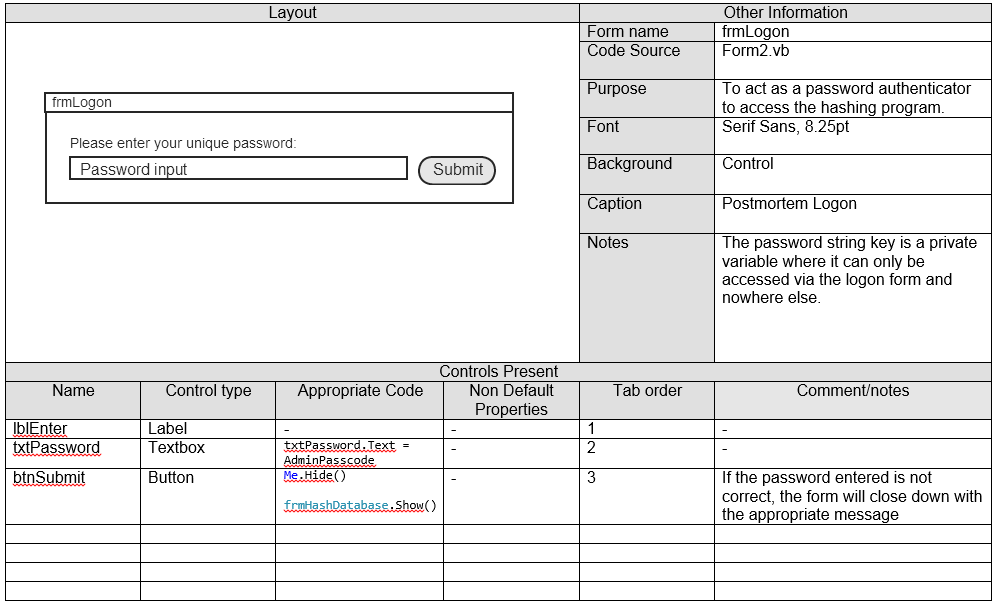 Layout
Other Information
frmLogon
Please enter your unique password:
Password input
Submit
Form name
frmLogon
Code Source
Form2.vb
Purpose
To act as a password authenticator
to access the hashing program.
Font
Serif Sans, 8.25pt
Background
Control
Caption
Postmortem Logon
Notes
The password string key is a private
variable where it can only be
accessed via the logon form and
nowhere else.
Controls Present
Name
Control type
Appropriate Code
Non Default
Properties
Tab order
Comment/notes
lblEnter
Label
-
-
1
-
txtPassword
Textbox
txtPassword.Text =
AdminPasscode
-
2
-
btnSubmit
Button
Me.Hide()
frmHashDatabase.Show()
-
3
If the password entered is not
correct, the form will close down with
the appropriate message